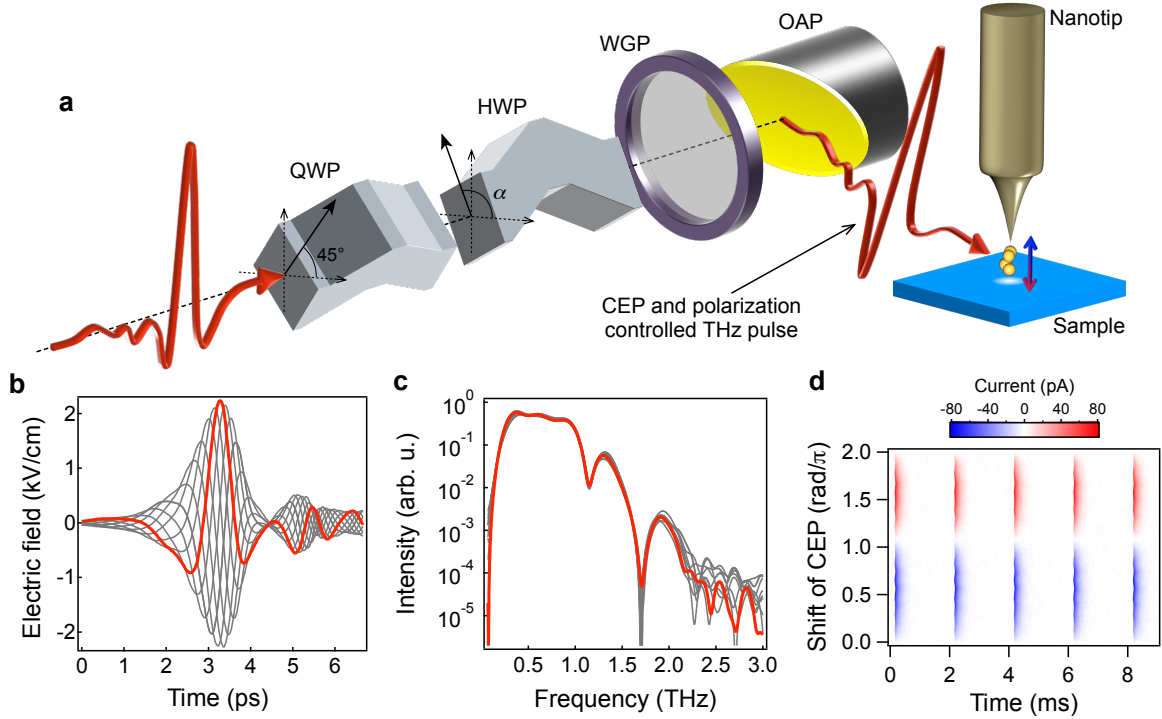 a
QWP
45°
HWP
α
WGP
OAP
Nanotip
CEP and polarization
controlled THz pulse
Sample
b
Electric field (kV/cm)
2
1
0
-1
-2
0 1 2 3 4 5 6
Time (ps)
c
Intensity (arb. u.)
10^0
10^-1
10^-2
10^-3
10^-4
10^-5
0.5 1.0 1.5 2.0 2.5 3.0
Frequency (THz)
d
Current (pA)
-80 -40 0 40 80
Shift of CEP (rad/π)
2.0
1.5
1.0
0.5
0.0
0 2 4 6 8
Time (ms)